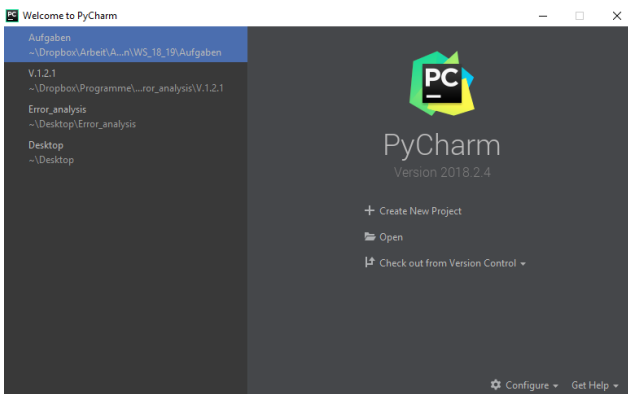 PC Welcome to PyCharm
Aufgaben
~\Dropbox\Arbeit\A...n\WS_18_19\Aufgaben
V.1.2.1
~\Dropbox\Programme\...ror_analysis\V.1.2.1
Error_analysis
~\Desktop\Error_analysis
Desktop
~\Desktop
PC
PyCharm
Version 2018.2.4
Create New Project
Open
Check out from Version Control
Configure
Get Help